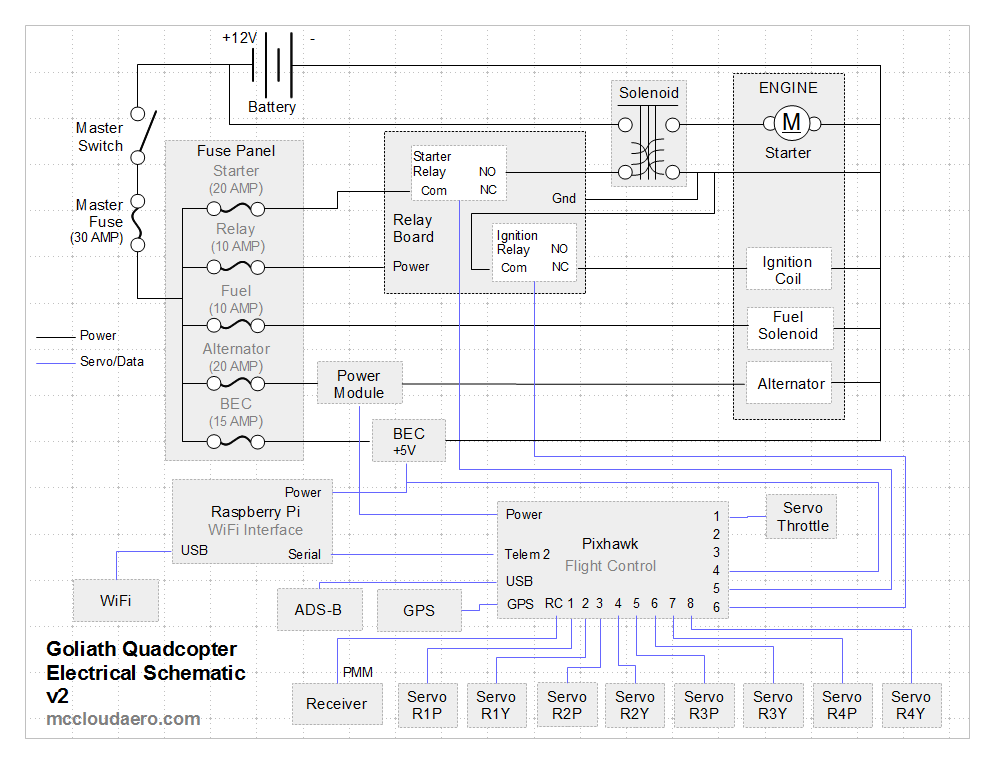 +12V -
Battery
Master
Switch
Master
Fuse
(30 AMP)
Fuse Panel
Starter
(20 AMP)
Relay
(10 AMP)
Fuel
(10 AMP)
Alternator
(20 AMP)
BEC
(15 AMP)
Starter
Relay NO
Com NC
Gnd
Relay
Board
Power
Ignition
Relay NO
Com NC
Solenoid
ENGINE
M
Starter
Ignition
Coil
Fuel
Solenoid
Alternator
Power
Servo/Data
Power
Module
BEC
+5V
Power
Raspberry Pi
WiFi Interface
USB Serial
WiFi
ADS-B
GPS
Power
Telem 2
USB
GPS
Pixhawk
Flight Control
1
2
3
4
5
6
RC 1 2 3 4 5 6 7 8
Servo
Throttle
Goliath Quadcopter
Electrical Schematic
v2
mccloudaero.com
PMM
Receiver
Servo
R1P
Servo
R1Y
Servo
R2P
Servo
R2Y
Servo
R3P
Servo
R3Y
Servo
R4P
Servo
R4Y